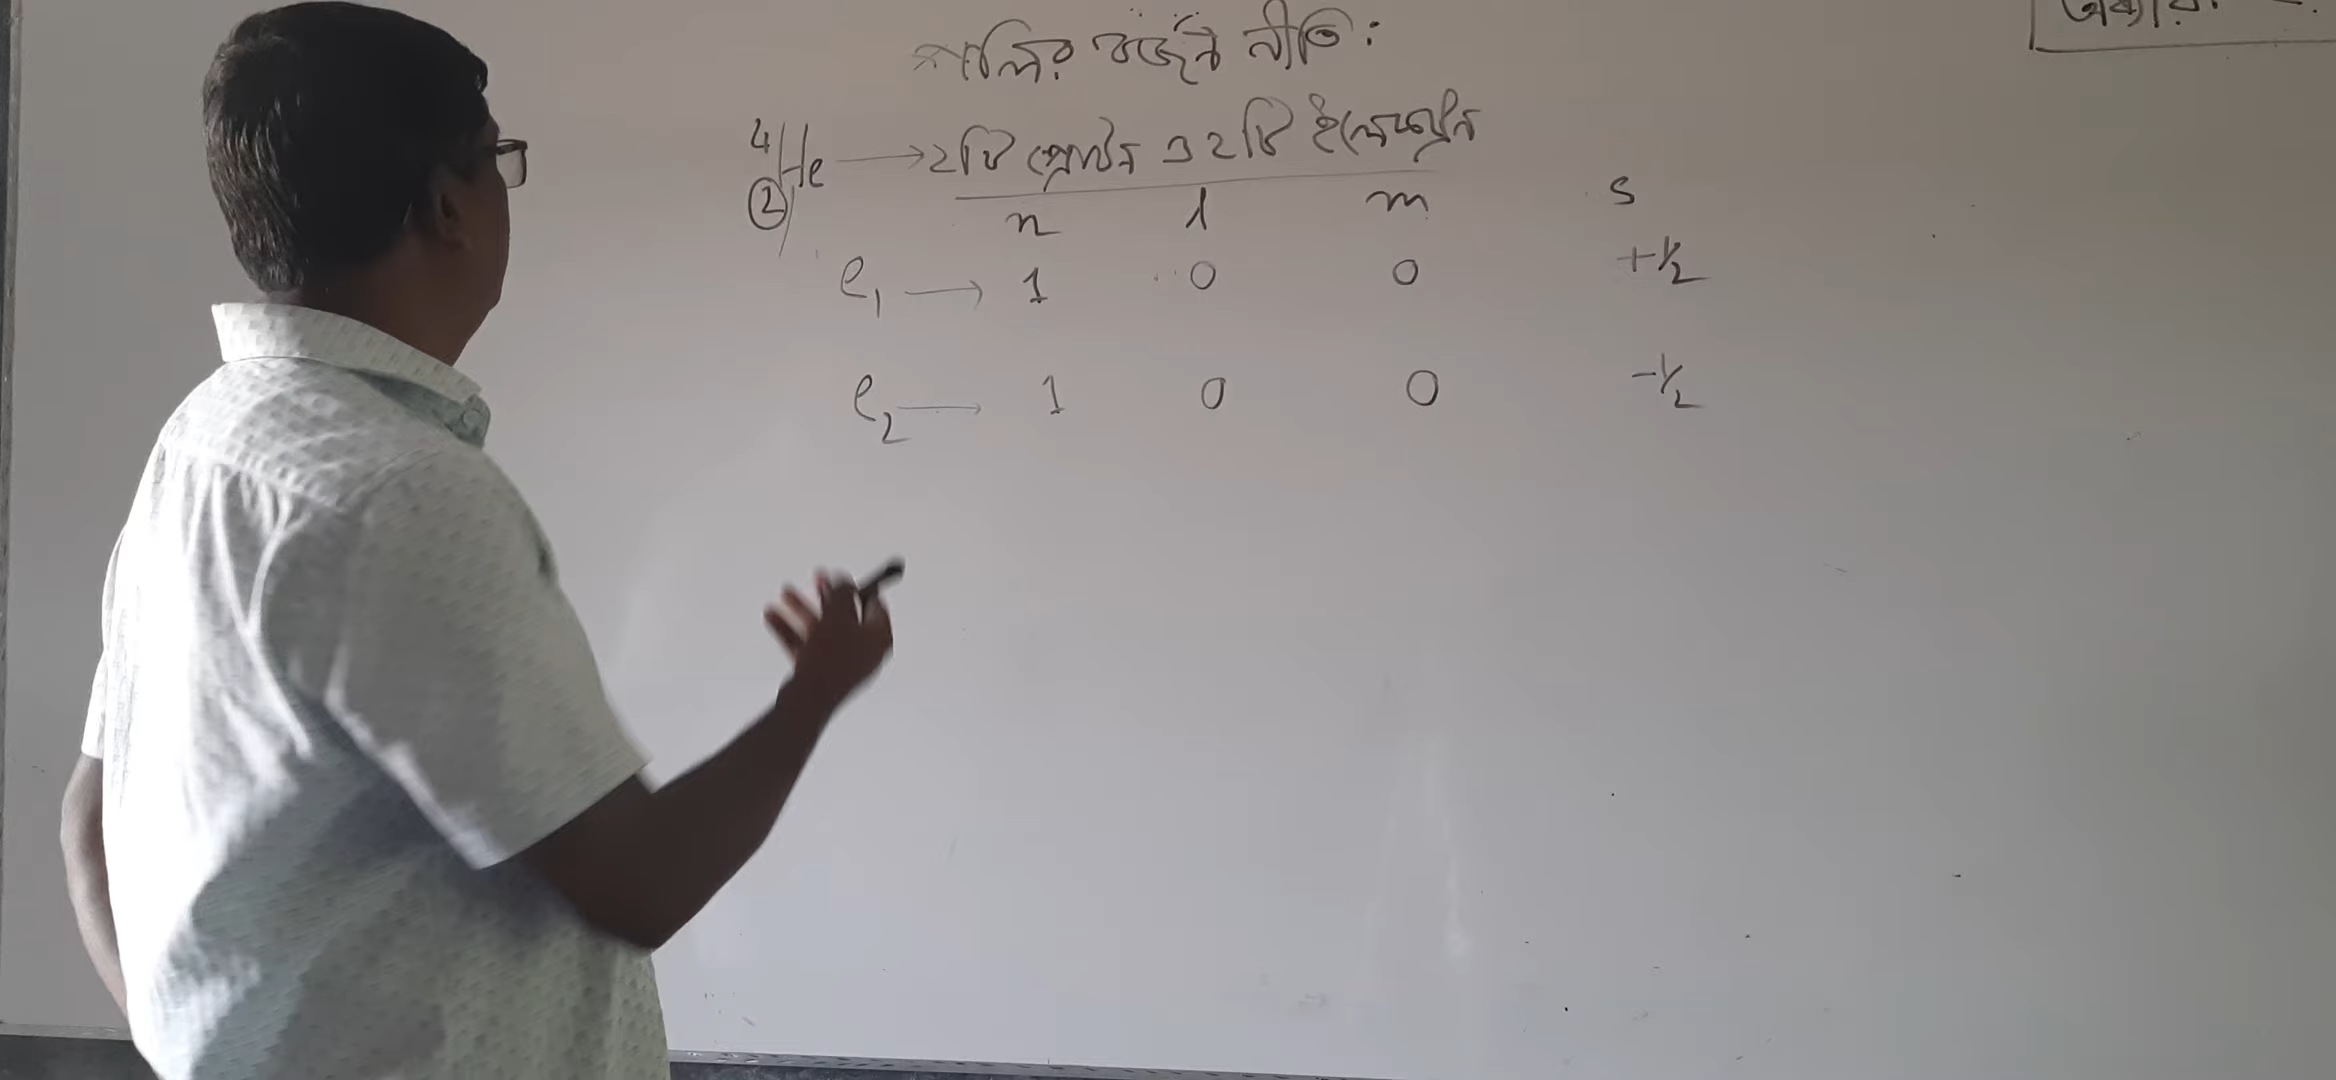 পলির বর্জন নীতি:
⁴₂He → ২টি প্রোটন ও ২টি ইলেকট্রন
n l m s
e₁ → 1 0 0 +½
e₂ → 1 0 0 -½